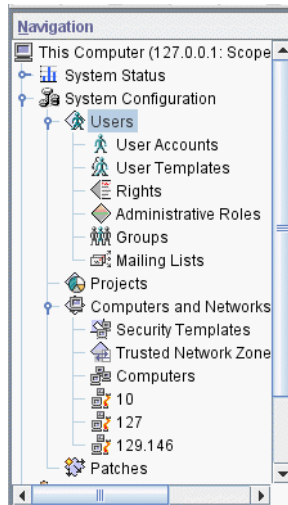 Navigation
This Computer (127.0.0.1: Scope
System Status
System Configuration
Users
User Accounts
User Templates
Rights
Administrative Roles
Groups
Mailing Lists
Projects
Computers and Networks
Security Templates
Trusted Network Zone
Computers
10
127
129.146
Patches